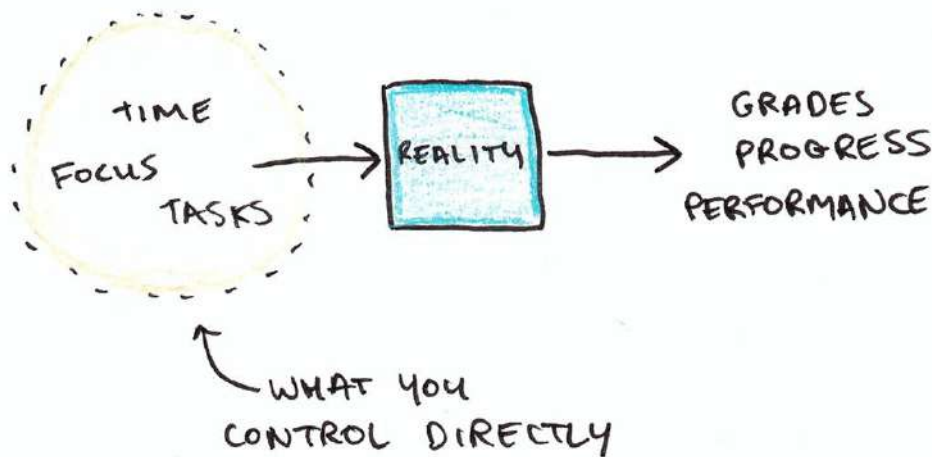 TIME
FOCUS
TASKS
REALITY
GRADES
PROGRESS
PERFORMANCE
WHAT YOU
CONTROL DIRECTLY